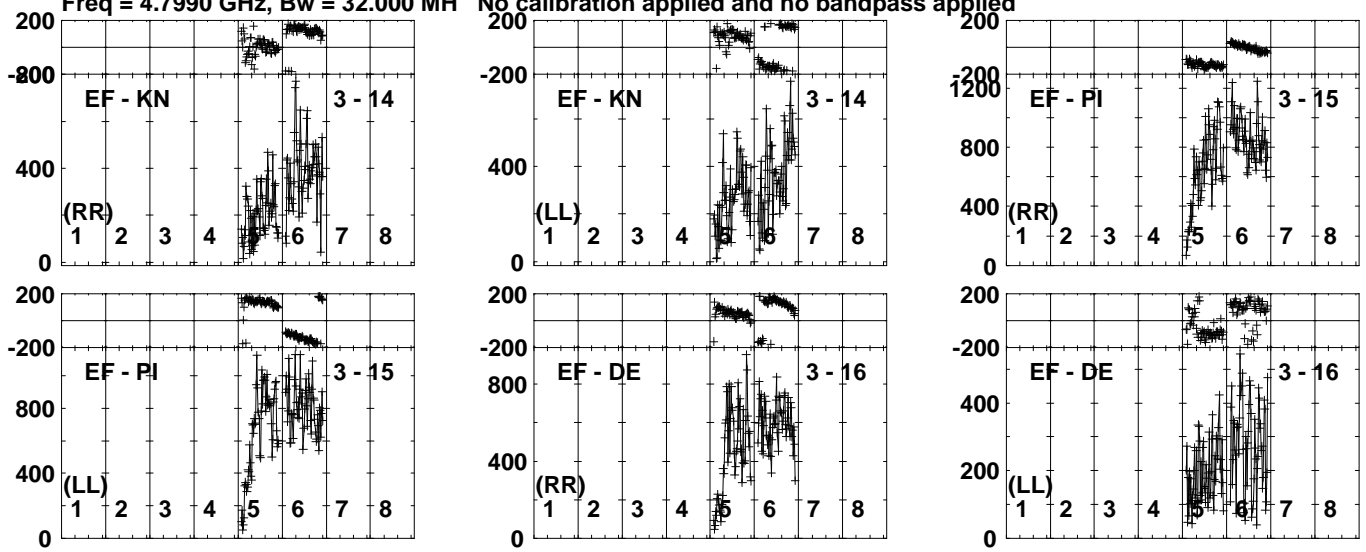 Freq = 4.7990 GHz, Bw = 32.000 MH No calibration applied and no bandpass applied
200
-200
800
EF - KN 3 - 14
400
(RR)
1 2 3 4 5 6 7 8
0
200
-200
EF - KN 3 - 14
400
(LL)
1 2 3 4 5 6 7 8
0
200
-200
1200
EF - PI 3 - 15
800
400
(RR)
1 2 3 4 5 6 7 8
0
200
-200
EF - PI 3 - 15
800
400
(LL)
1 2 3 4 5 6 7 8
0
200
-200
EF - DE 3 - 16
800
400
(RR)
1 2 3 4 5 6 7 8
0
200
-200
EF - DE 3 - 16
400
200
(LL)
1 2 3 4 5 6 7 8
0